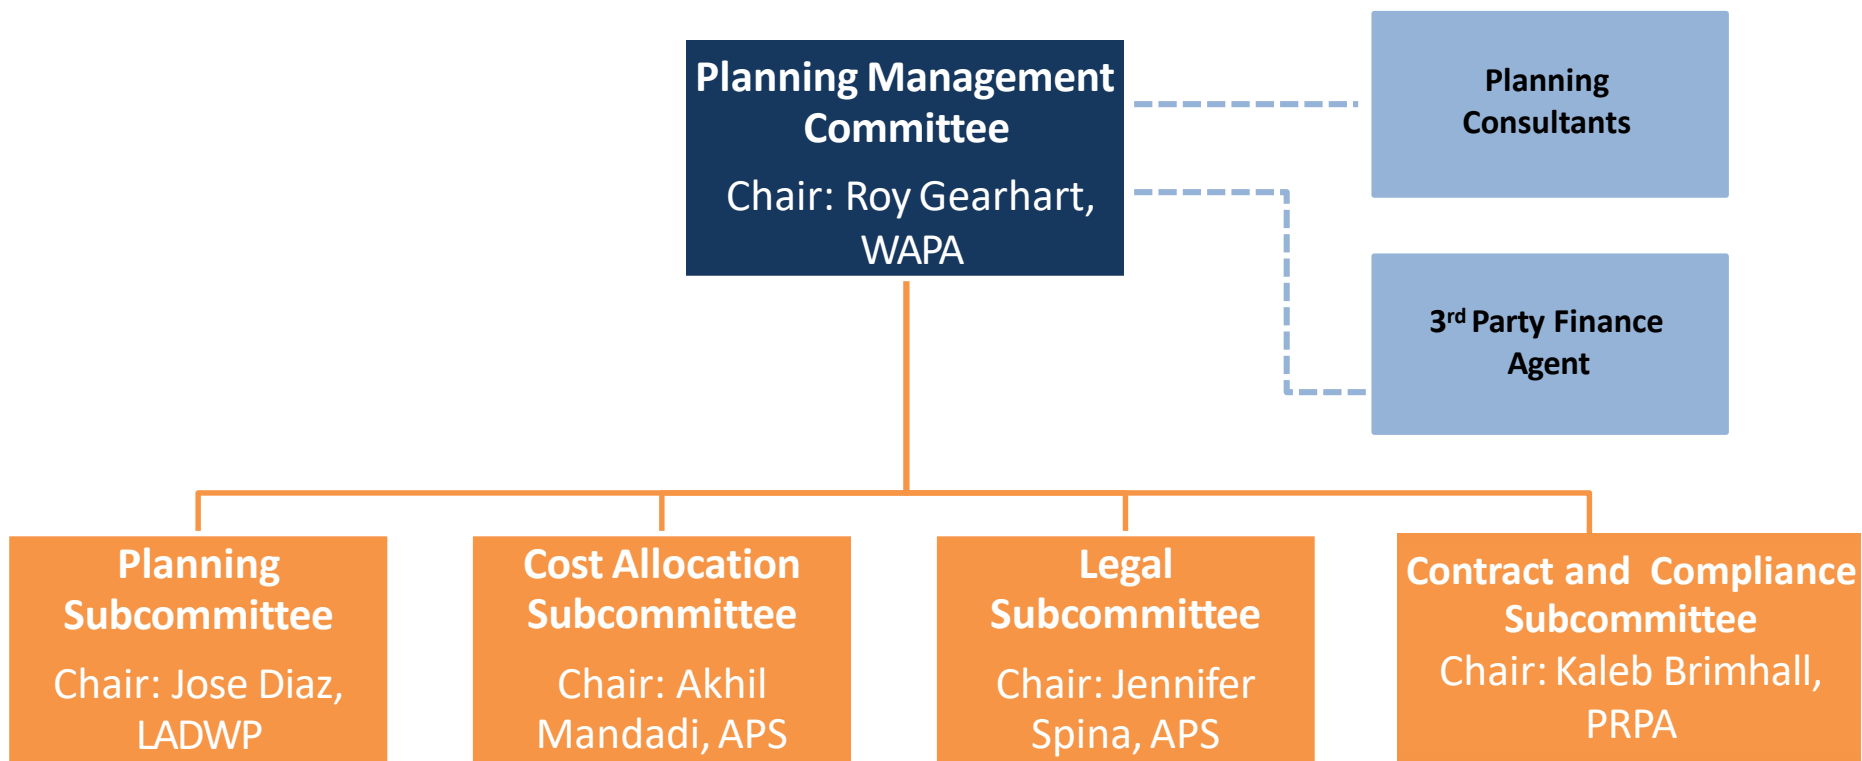 Planning Management
Committee
Chair: Roy Gearhart,
WAPA
Planning
Consultants
3rd Party Finance
Agent
Planning
Subcommittee
Chair: Jose Diaz,
LADWP
Cost Allocation
Subcommittee
Chair: Akhil
Mandadi, APS
Legal
Subcommittee
Chair: Jennifer
Spina, APS
Contract and Compliance
Subcommittee
Chair: Kaleb Brimhall,
PRPA